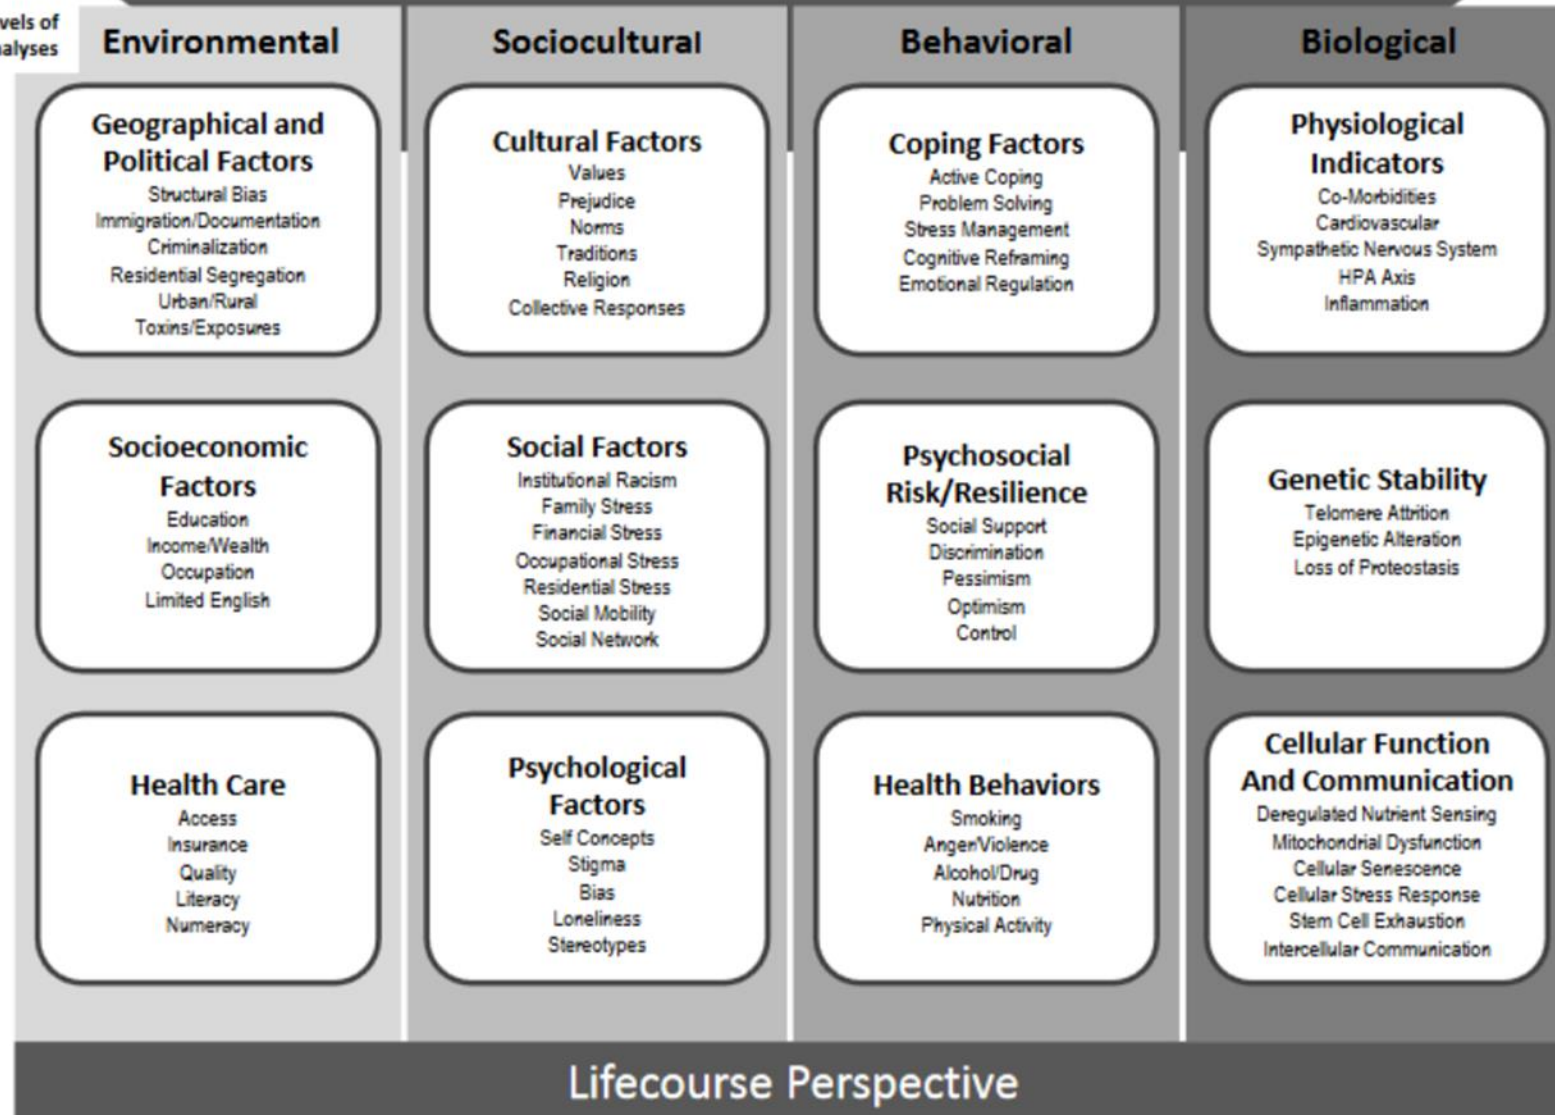 vels of
alyses
Environmental
Geographical and
Political Factors
Structural Bias
Immigration/Documentation
Criminalization
Residential Segregation
Urban/Rural
Toxins/Exposures
Socioeconomic
Factors
Education
Income/Wealth
Occupation
Limited English
Health Care
Access
Insurance
Quality
Literacy
Numeracy
Sociocultural
Cultural Factors
Values
Prejudice
Norms
Traditions
Religion
Collective Responses
Social Factors
Institutional Racism
Family Stress
Financial Stress
Occupational Stress
Residential Stress
Social Mobility
Social Network
Psychological
Factors
Self Concepts
Stigma
Bias
Loneliness
Stereotypes
Behavioral
Coping Factors
Active Coping
Problem Solving
Stress Management
Cognitive Reframing
Emotional Regulation
Psychosocial
Risk/Resilience
Social Support
Discrimination
Pessimism
Optimism
Control
Health Behaviors
Smoking
Anger/Violence
Alcohol/Drug
Nutrition
Physical Activity
Biological
Physiological
Indicators
Co-Morbidities
Cardiovascular
Sympathetic Nervous System
HPA Axis
Inflammation
Genetic Stability
Telomere Attrition
Epigenetic Alteration
Loss of Proteostasis
Cellular Function
And Communication
Deregulated Nutrient Sensing
Mitochondrial Dysfunction
Cellular Senescence
Cellular Stress Response
Stem Cell Exhaustion
Intercellular Communication
Lifecourse Perspective